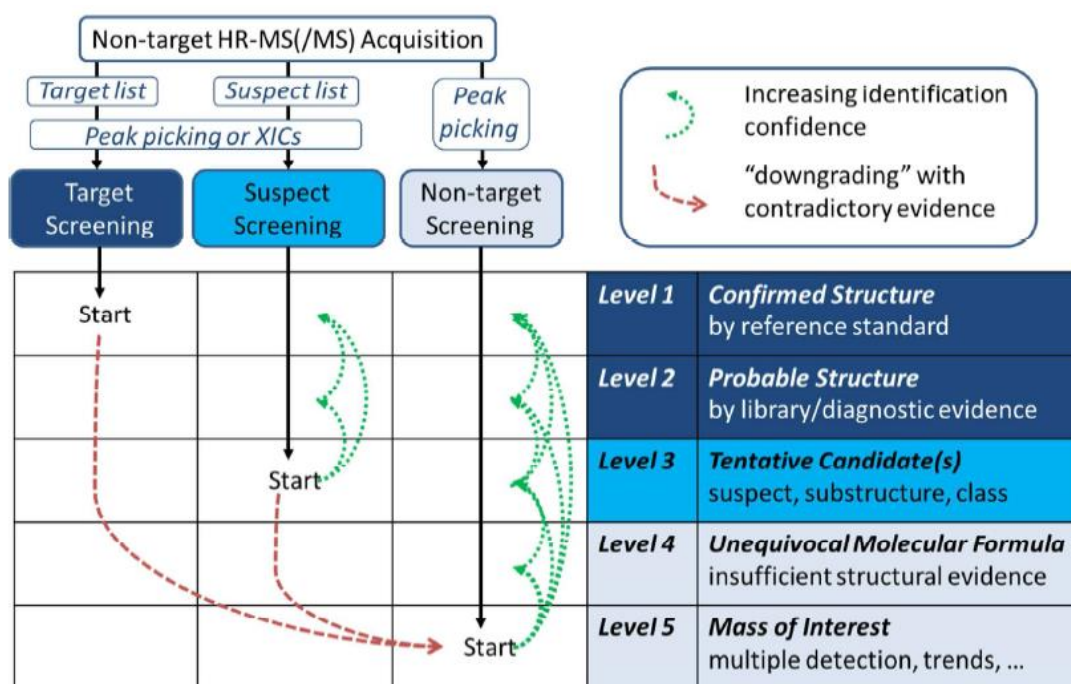 Non-target HR-MS(/MS) Acquisition
Target list
Suspect list
Peak
picking
Peak picking or XICs
Target
Screening
Suspect
Screening
Non-target
Screening
Increasing identification
confidence
“downgrading” with
contradictory evidence
Start
Level 1
Confirmed Structure
by reference standard
Level 2
Probable Structure
by library/diagnostic evidence
Start
Level 3
Tentative Candidate(s)
suspect, substructure, class
Level 4
Unequivocal Molecular Formula
insufficient structural evidence
Start
Level 5
Mass of Interest
multiple detection, trends, ...